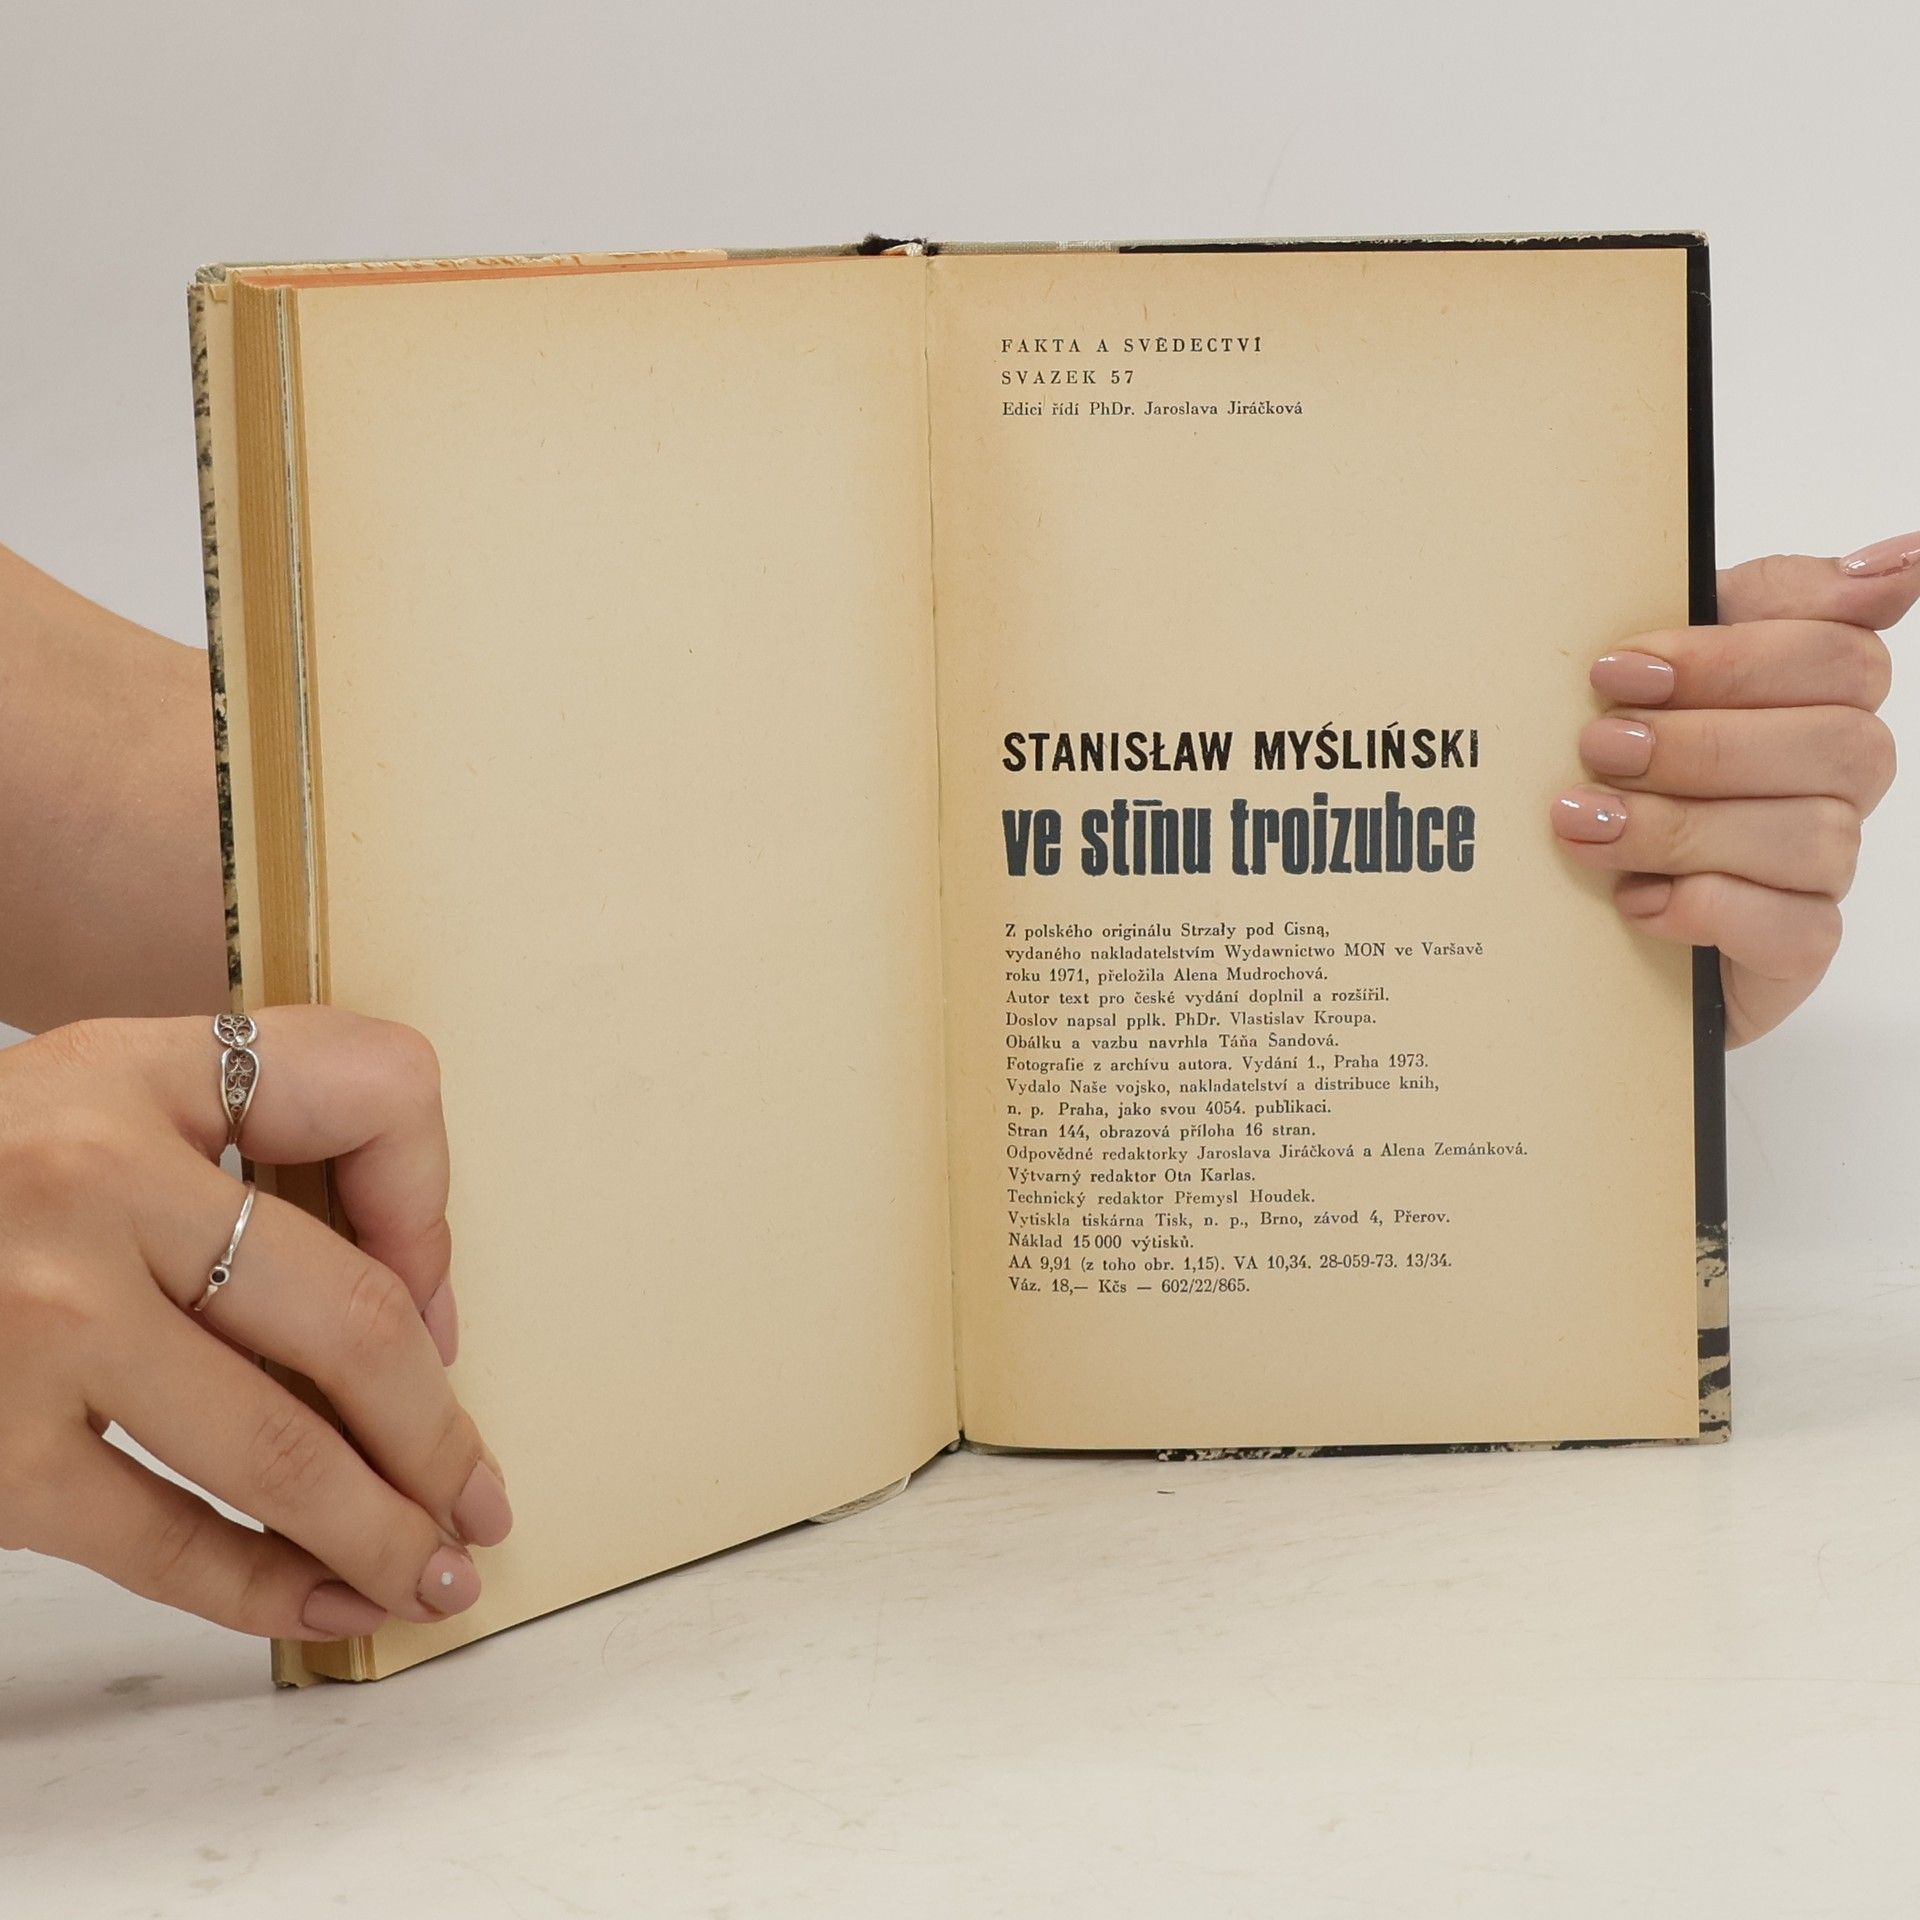 FAKTA A SVĚDECTVÍ
SVAZEK 57
Edici řídí PhDr. Jaroslava Jiráčková
STANISŁAW MYŚLIŃSKI
ve stínu trojzubce
Z polského originálu Strzały pod Cisną,
vydaného nakladatelstvím Wydawnictwo MON ve Varšavě
roku 1971, přeložila Alena Mudrochová.
Autor text pro české vydání doplnil a rozšířil.
Doslov napsal pplk. PhDr. Vlastislav Kroupa.
Obálku a vazbu navrhla Táňa Šandová.
Fotografie z archívu autora. Vydání 1., Praha 1973.
Vydalo Naše vojsko, nakladatelství a distribuce knih,
n. p. Praha, jako svou 4054. publikaci.
Stran 144, obrazová příloha 16 stran.
Odpovědné redaktorky Jaroslava Jiráčková a Alena Zemánková.
Výtvarný redaktor Ota Karlas.
Technický redaktor Přemysl Houdek.
Vytiskla tiskárna Tisk, n. p., Brno, závod 4, Přerov.
Náklad 15 000 výtisků.
AA 9,91 (z toho obr. 1,15). VA 10,34. 28-059-73. 13/34.
Váz. 18,— Kčs — 602/22/865.